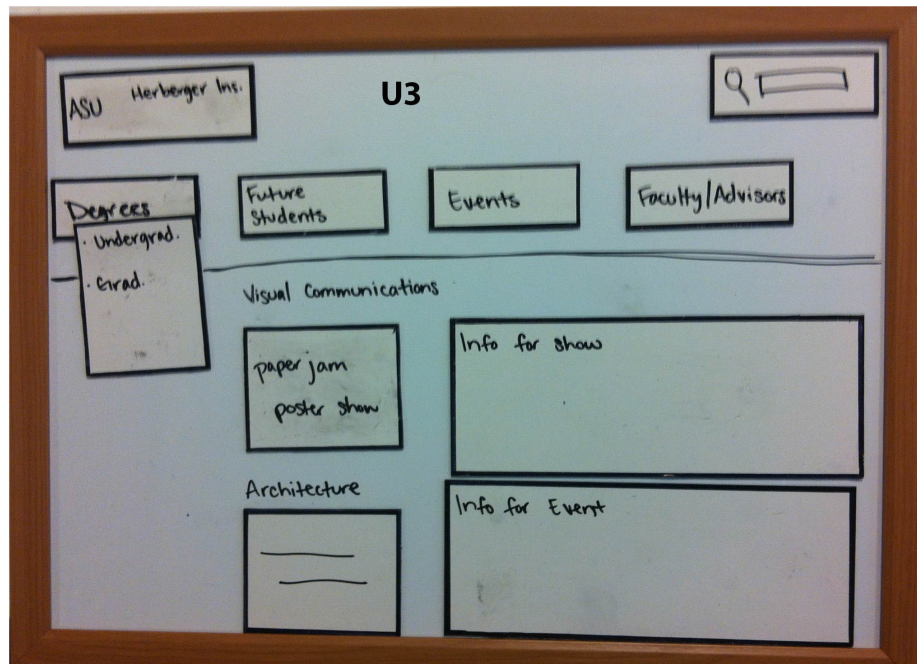 ASU Herberger Ins.
U3
Degrees
Future
Students
Events
Faculty/Advisors
· Undergrad.
· Grad.
Visual Communications
paper jam
poster show
Info for show
Architecture
Info for Event